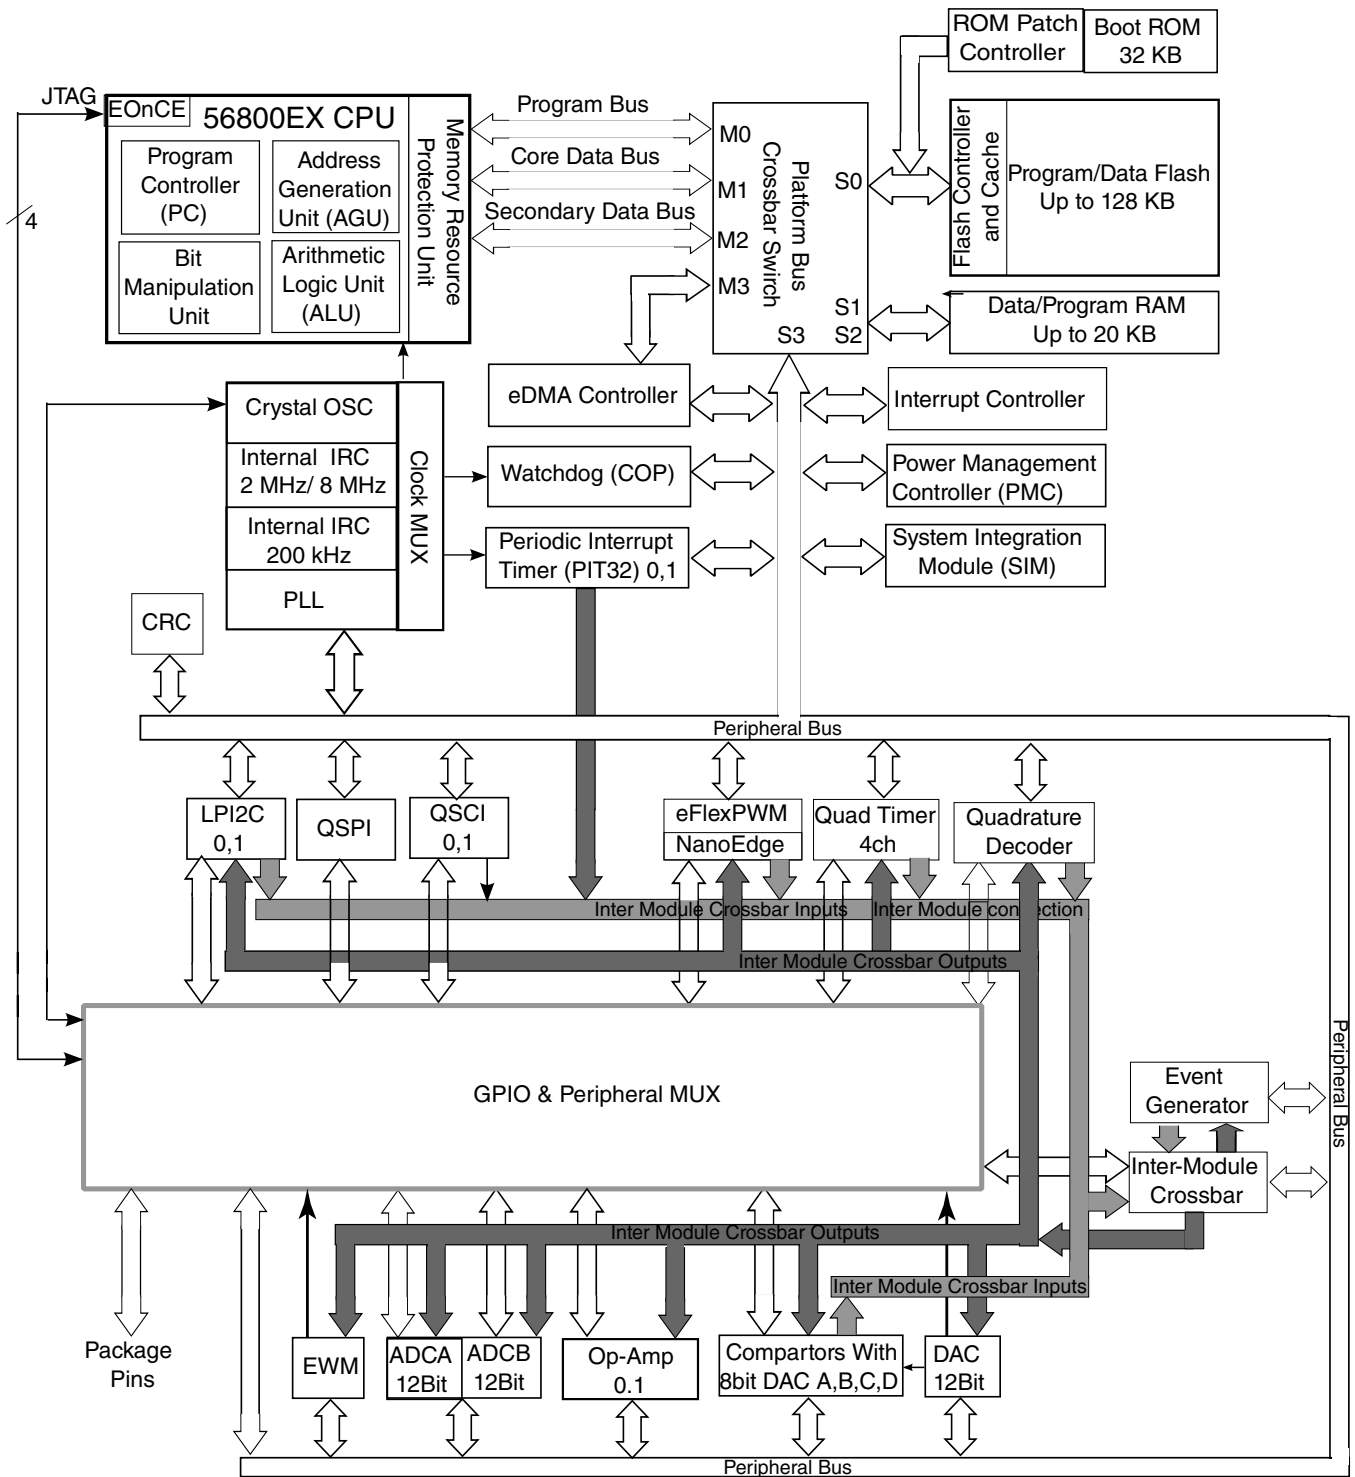 ROM Patch
Controller
Boot ROM
32 KB
JTAG
EOnCE
56800EX CPU
Program
Controller
(PC)
Address
Generation
Unit (AGU)
Bit
Manipulation
Unit
Arithmetic
Logic Unit
(ALU)
Memory Resource
Protection Unit
4
Program Bus
Core Data Bus
Secondary Data Bus
M0
M1
M2
M3
Platform Bus
Crossbar Swirch
S0
S1
S2
S3
Flash Controller
and Cache
Program/Data Flash
Up to 128 KB
Data/Program RAM
Up to 20 KB
Crystal OSC
Internal IRC
2 MHz/ 8 MHz
Internal IRC
200 kHz
PLL
Clock MUX
eDMA Controller
Interrupt Controller
Watchdog (COP)
Power Management
Controller (PMC)
Periodic Interrupt
Timer (PIT32) 0,1
System Integration
Module (SIM)
CRC
Peripheral Bus
LPI2C
0,1
QSPI
QSCI
0,1
eFlexPWM
NanoEdge
Quad Timer
4ch
Quadrature
Decoder
Inter Module Crossbar Inputs
Inter Module connection
Inter Module Crossbar Outputs
GPIO & Peripheral MUX
Peripheral Bus
Event
Generator
Inter-Module
Crossbar
Inter Module Crossbar Outputs
Inter Module Crossbar Inputs
Package
Pins
EWM
ADCA
12Bit
ADCB
12Bit
Op-Amp
0.1
Compartors With
8bit DAC A,B,C,D
DAC
12Bit
Peripheral Bus